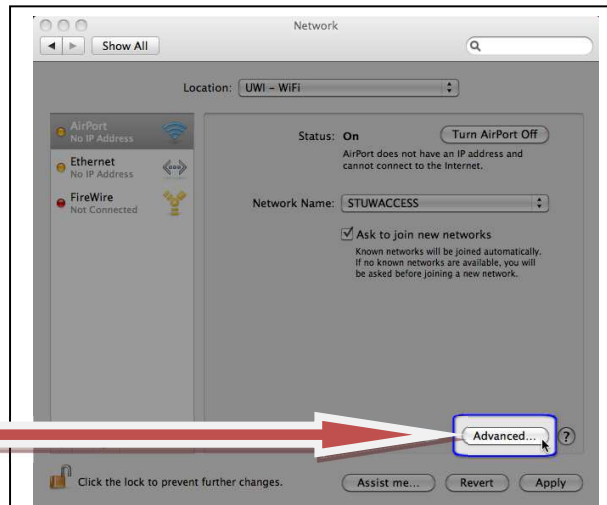 Network
Show All
Location: UWI – WiFi
AirPort
No IP Address
Ethernet
No IP Address
FireWire
Not Connected
Status: On
Turn AirPort Off
AirPort does not have an IP address and
cannot connect to the Internet.
Network Name: STUWACCESS
Ask to join new networks
Known networks will be joined automatically.
If no known networks are available, you will
be asked before joining a new network.
Advanced... ?
Click the lock to prevent further changes.
Assist me... Revert Apply